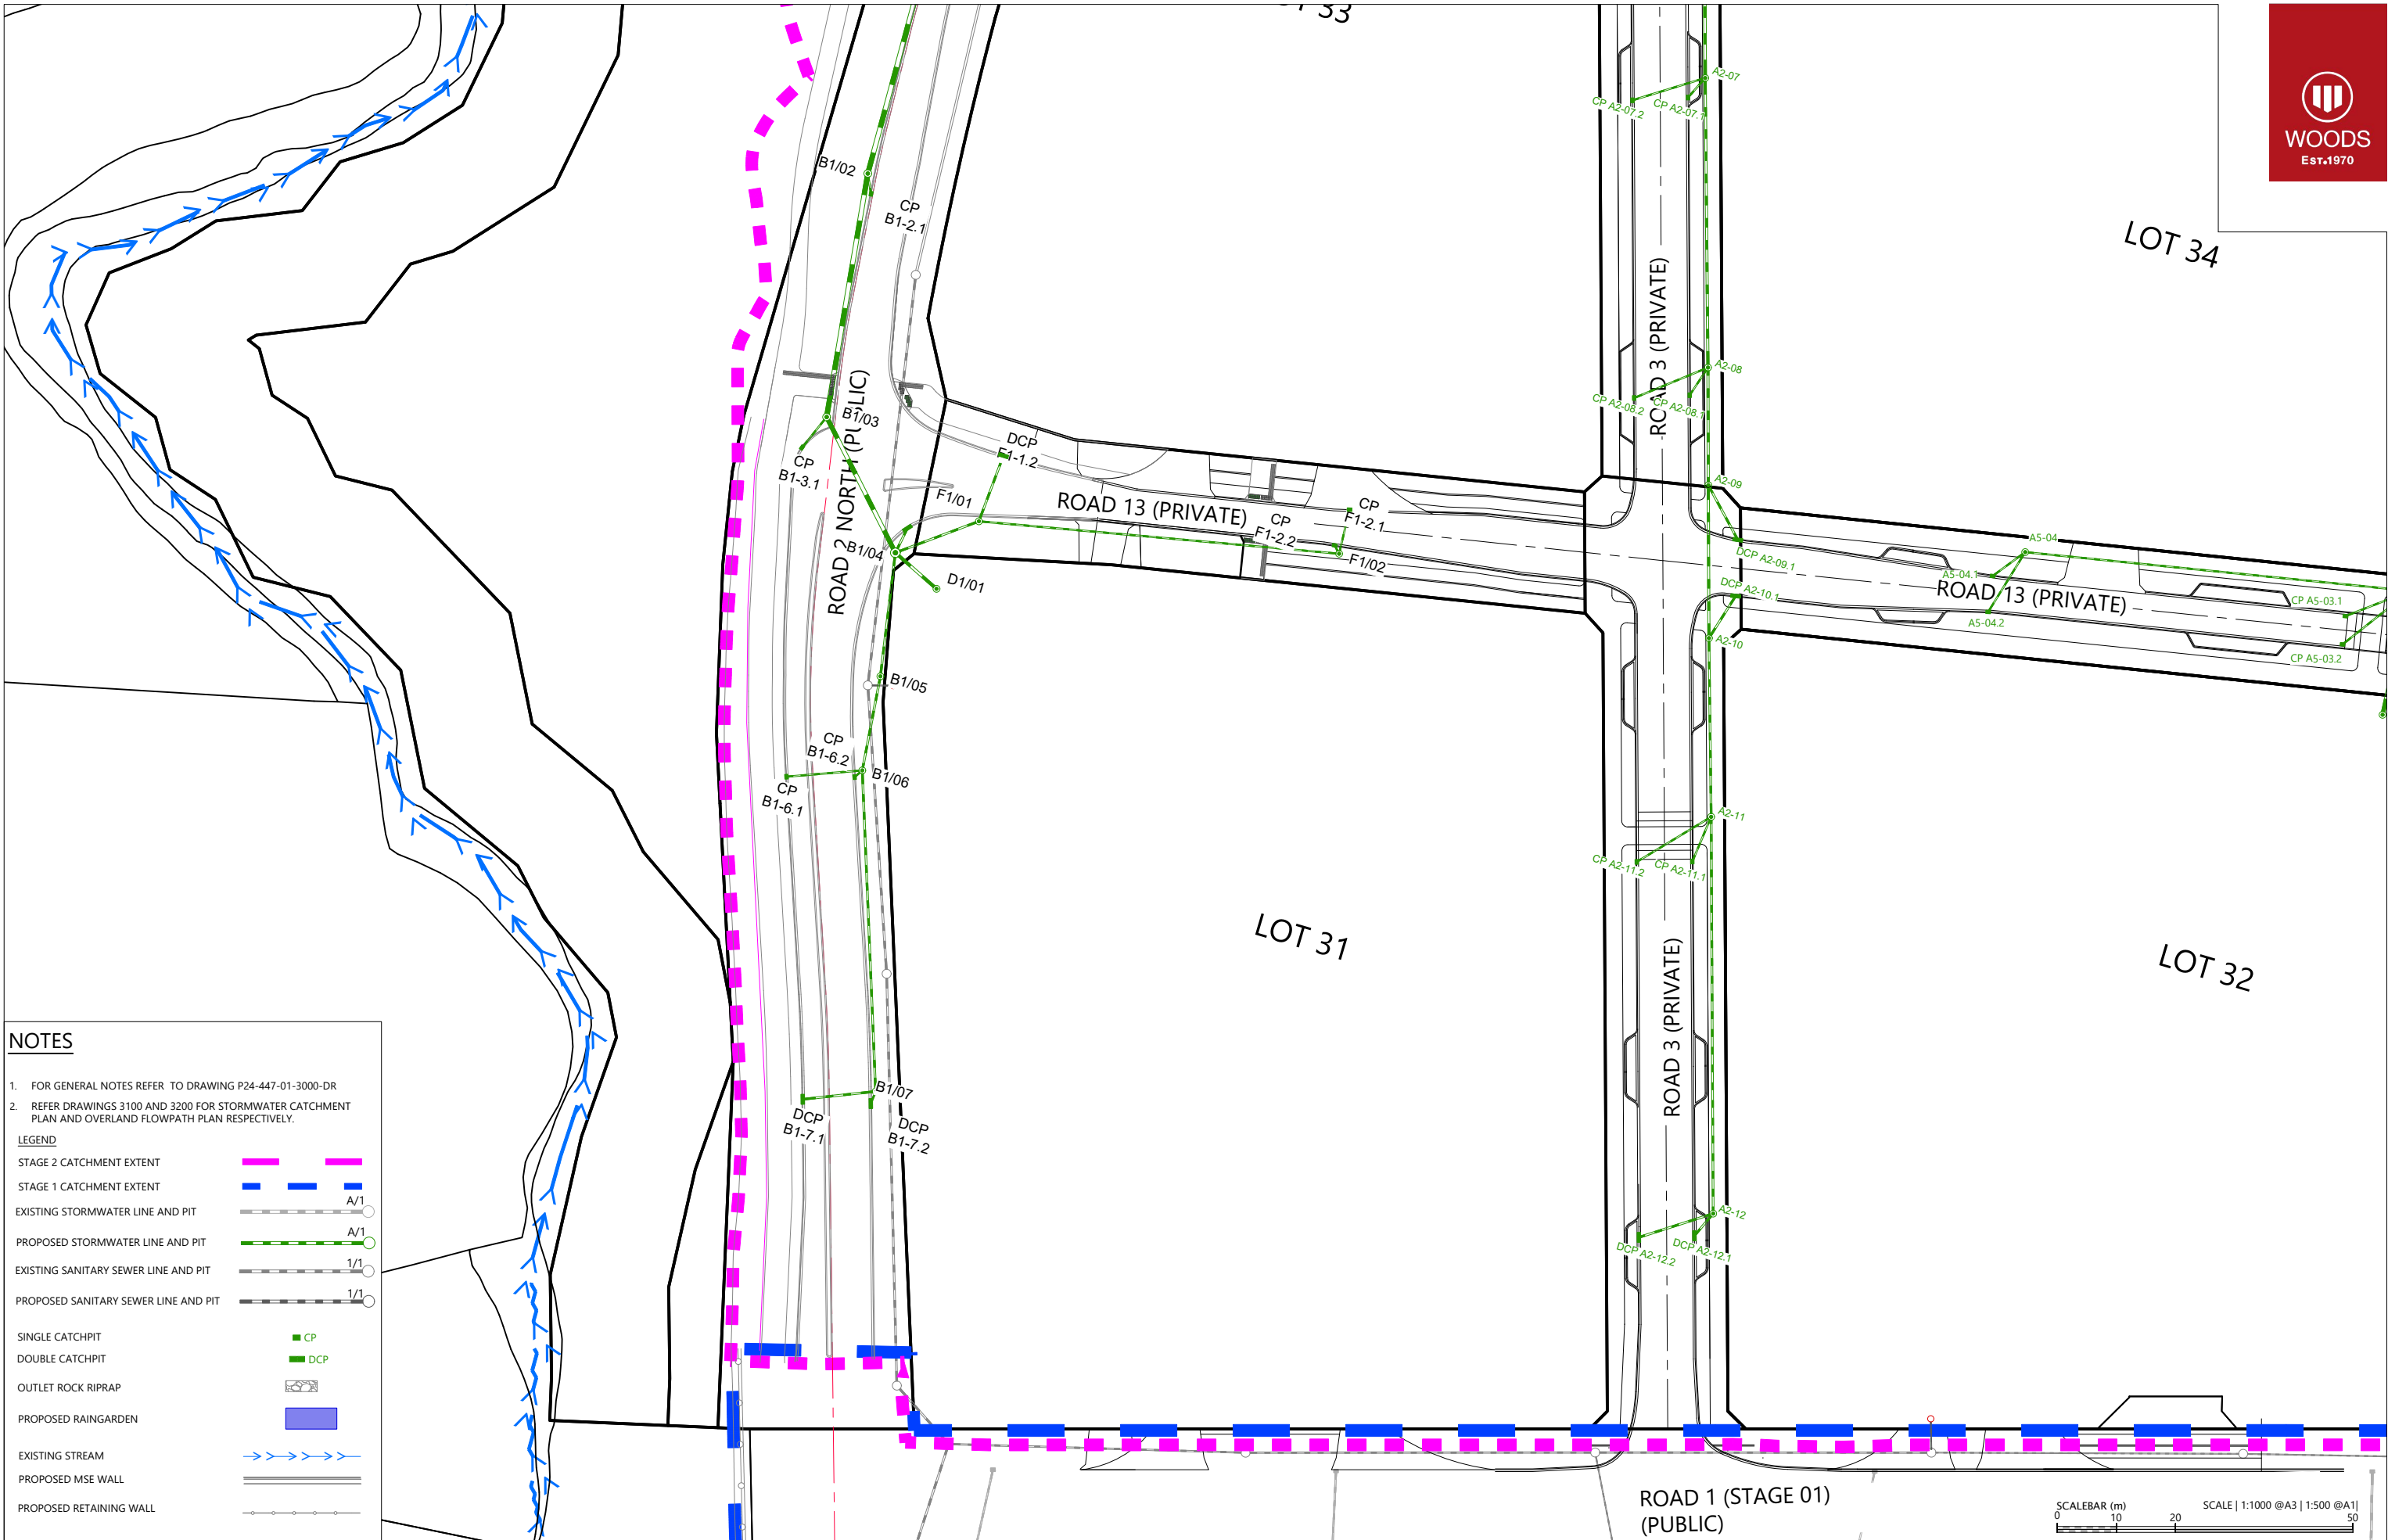 LOT 33
WOODS
EST.1970
A2-07
CP A2-07.2
CP A2-07.1
B1/02
CP
B1-2.1
LOT 34
ROAD 3 (PRIVATE)
A2-08
CP A2-08.2
CP A2-08.1
ROAD 2 NORTH (PUBLIC)
B1/03
CP
B1-3.1
DCP
F1-1.2
F1/01
ROAD 13 (PRIVATE)
CP
F1-2.1
CP
F1-2.2
F1/02
B1/04
D1/01
A2-09
DCP A2-09.1
A5-04
A5-04.1
ROAD 13 (PRIVATE)
A5-04.2
CP A5-03.1
CP A5-03.2
DCP A2-10.1
A2-10
B1/05
CP
B1-6.2
B1/06
CP
B1-6.1
A2-11
CP A2-11.2
CP A2-11.1
LOT 31
LOT 32
ROAD 3 (PRIVATE)
B1/07
DCP
B1-7.1
DCP
B1-7.2
A2-12
DCP A2-12.2
DCP A2-12.1
NOTES
1. FOR GENERAL NOTES REFER TO DRAWING P24-447-01-3000-DR
2. REFER DRAWINGS 3100 AND 3200 FOR STORMWATER CATCHMENT
PLAN AND OVERLAND FLOWPATH PLAN RESPECTIVELY.
LEGEND
STAGE 2 CATCHMENT EXTENT
STAGE 1 CATCHMENT EXTENT
EXISTING STORMWATER LINE AND PIT A/1
PROPOSED STORMWATER LINE AND PIT A/1
EXISTING SANITARY SEWER LINE AND PIT 1/1
PROPOSED SANITARY SEWER LINE AND PIT 1/1
SINGLE CATCHPIT CP
DOUBLE CATCHPIT DCP
OUTLET ROCK RIPRAP
PROPOSED RAINGARDEN
EXISTING STREAM
PROPOSED MSE WALL
PROPOSED RETAINING WALL
ROAD 1 (STAGE 01)
(PUBLIC)
SCALEBAR (m) SCALE | 1:1000 @A3 | 1:500 @A1|
0 10 20 50